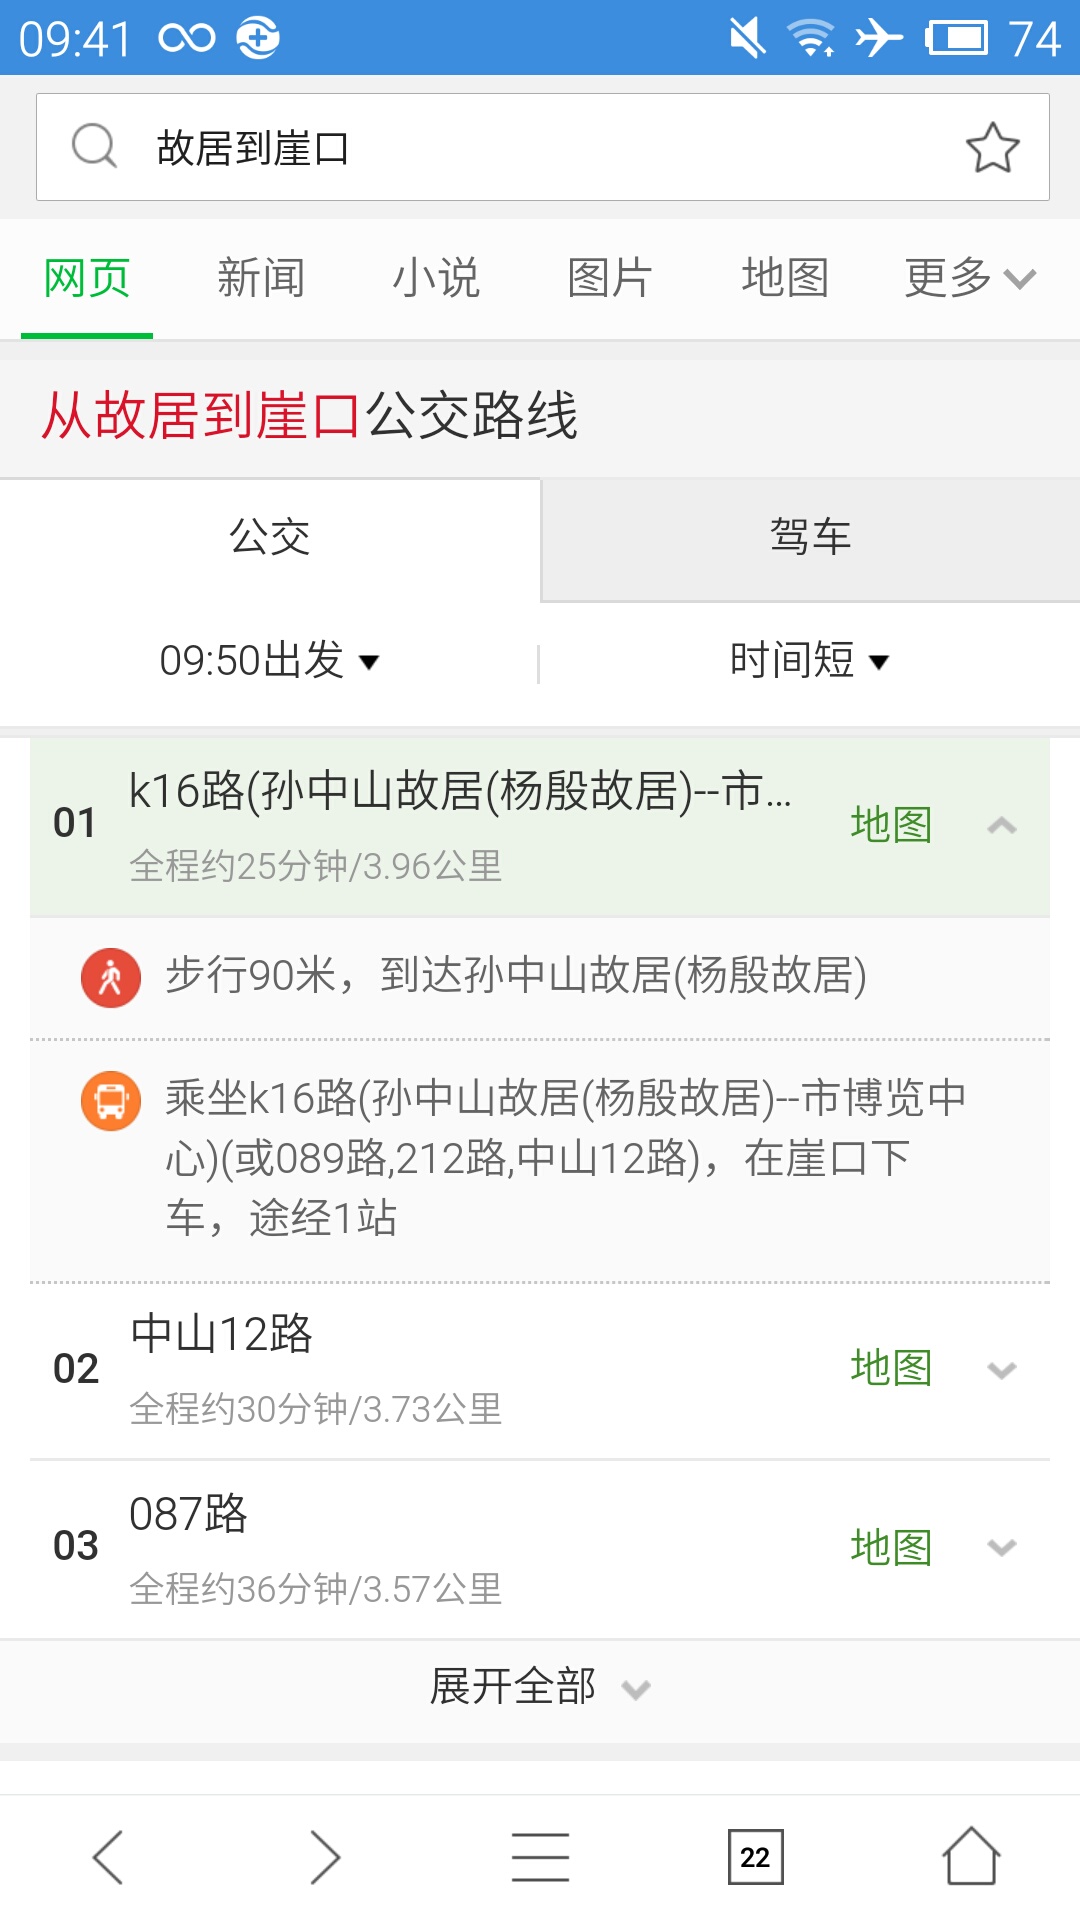 09:41
74
故居到崖口
网页 新闻 小说 图片 地图 更多
从故居到崖口公交路线
公交 驾车
09:50出发 时间短
01 k16路(孙中山故居(杨殷故居)--市... 地图
全程约25分钟/3.96公里
步行90米，到达孙中山故居(杨殷故居)
乘坐k16路(孙中山故居(杨殷故居)--市博览中
心)(或089路,212路,中山12路)，在崖口下
车，途经1站
02 中山12路 地图
全程约30分钟/3.73公里
03 087路 地图
全程约36分钟/3.57公里
展开全部
22